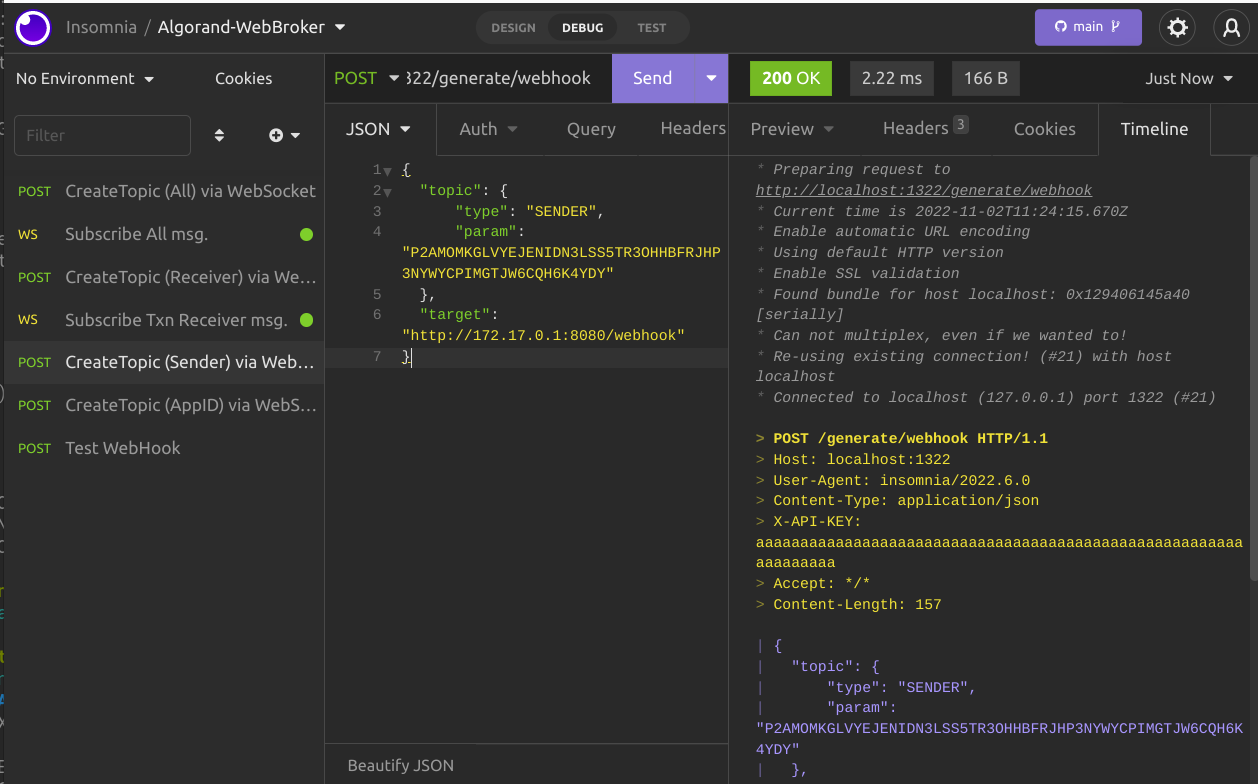 Insomnia / Algorand-WebBroker
DESIGN DEBUG TEST
main
No Environment
Cookies
Filter
POST CreateTopic (All) via WebSocket
WS Subscribe All msg.
POST CreateTopic (Receiver) via We...
WS Subscribe Txn Receiver msg.
POST CreateTopic (Sender) via Web...
POST CreateTopic (AppID) via WebS...
POST Test WebHook
POST 322/generate/webhook Send
JSON Auth Query Headers
1 {
2 "topic": {
3 "type": "SENDER",
4 "param":
"P2AMOMKGLVYEJENIDN3LSS5TR3OHHBFRJHP
3NYWYCPIMGTJW6CQH6K4YDY"
5 },
6 "target":
"http://172.17.0.1:8080/webhook"
7 }
Beautify JSON
200 OK 2.22 ms 166 B Just Now
Preview Headers 3 Cookies Timeline
* Preparing request to
http://localhost:1322/generate/webhook
* Current time is 2022-11-02T11:24:15.670Z
* Enable automatic URL encoding
* Using default HTTP version
* Enable SSL validation
* Found bundle for host localhost: 0x129406145a40
[serially]
* Can not multiplex, even if we wanted to!
* Re-using existing connection! (#21) with host
localhost
* Connected to localhost (127.0.0.1) port 1322 (#21)
> POST /generate/webhook HTTP/1.1
> Host: localhost:1322
> User-Agent: insomnia/2022.6.0
> Content-Type: application/json
> X-API-KEY:
aaaaaaaaaaaaaaaaaaaaaaaaaaaaaaaaaaaaaaaaaaaaaaaaaaaaaaa
aaaaaaaaa
> Accept: */*
> Content-Length: 157
| {
| "topic": {
| "type": "SENDER",
| "param":
"P2AMOMKGLVYEJENIDN3LSS5TR3OHHBFRJHP3NYWYCPIMGTJW6CQH6K
4YDY"
| },